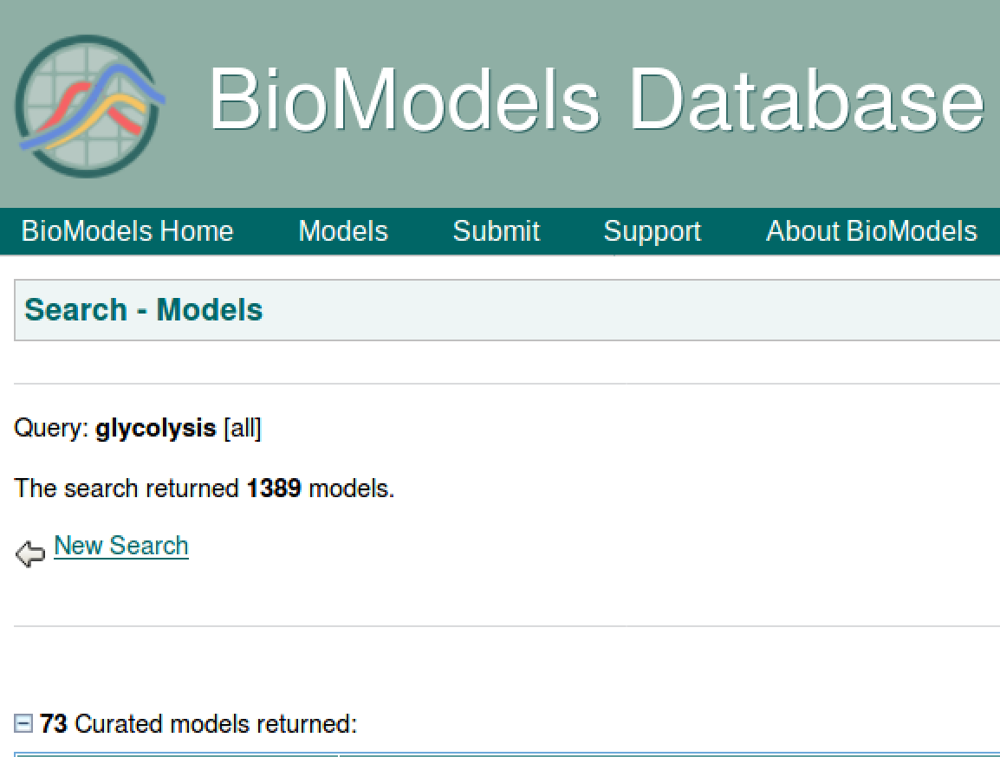 BioModels Database
BioModels Home Models Submit Support About BioModels
Search - Models
Query: glycolysis [all]
The search returned 1389 models.
New Search
73 Curated models returned: